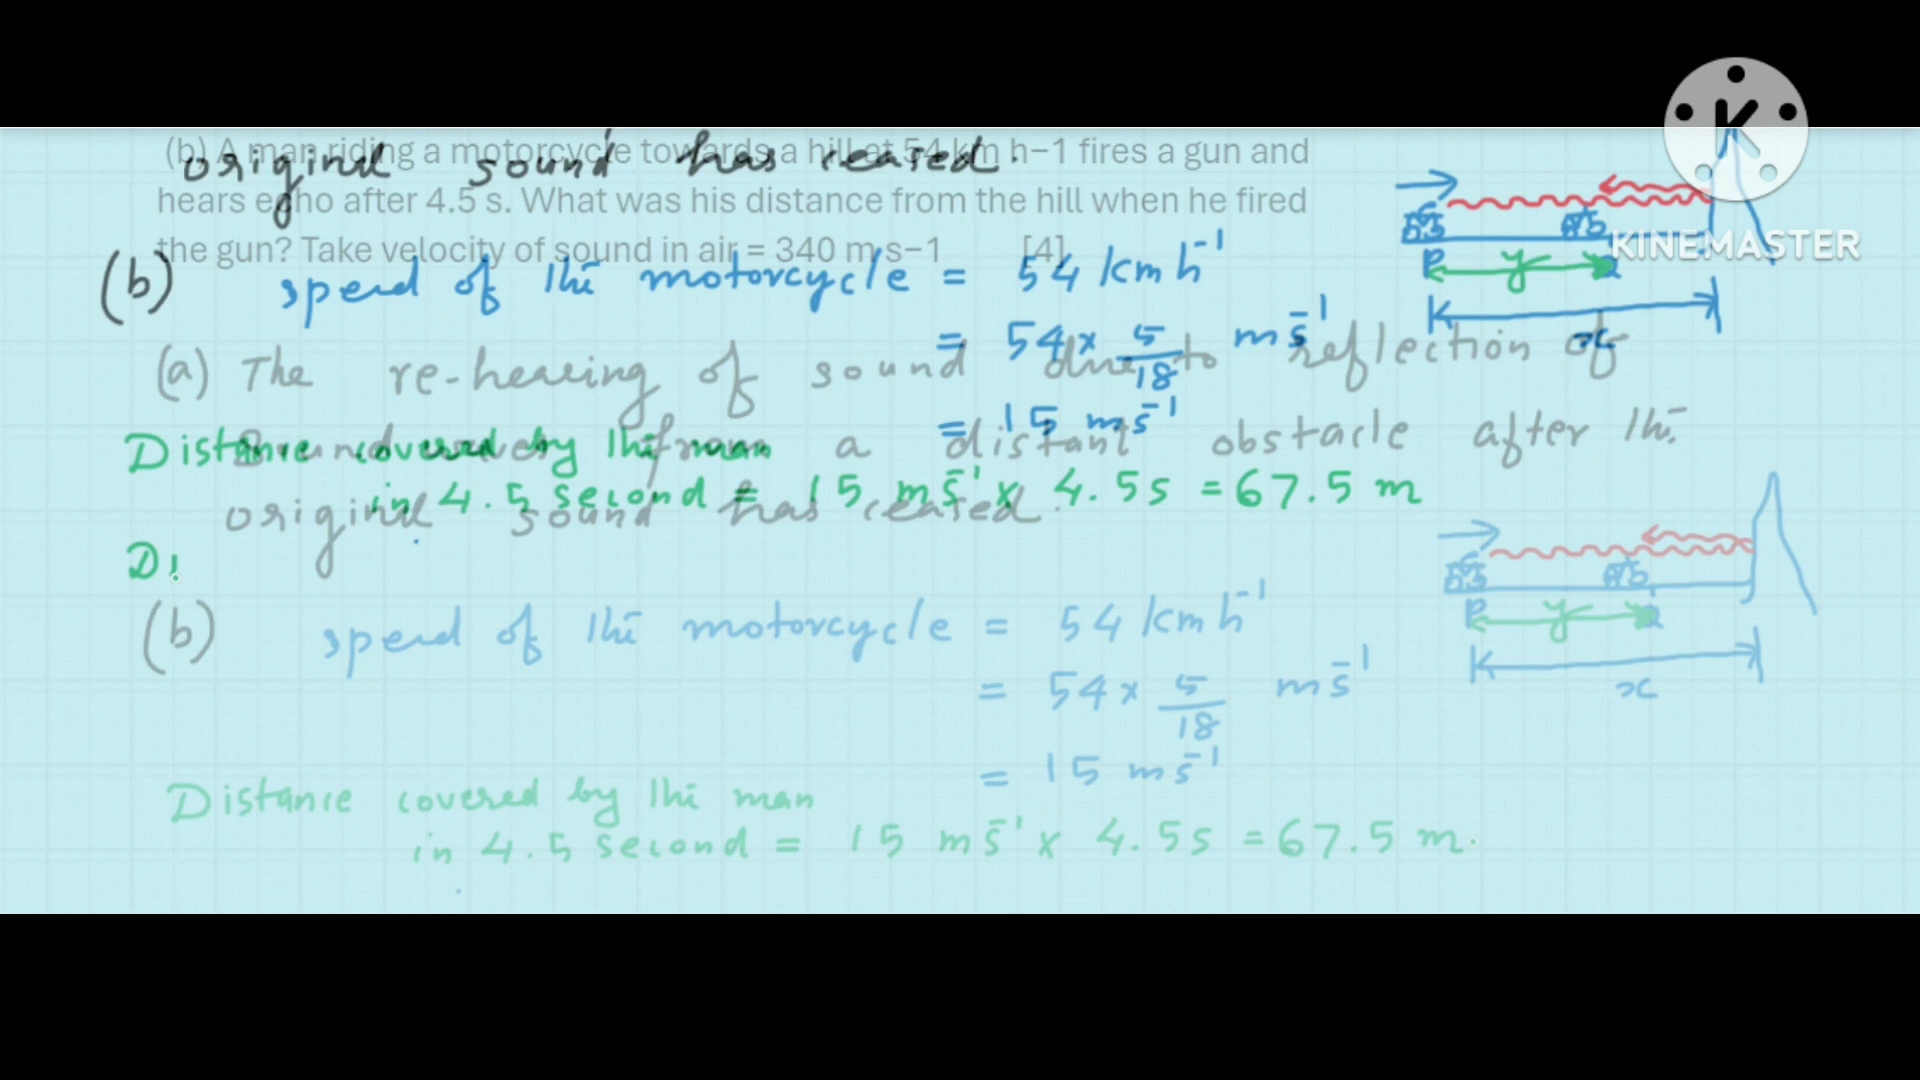 original sound has ceased.
(b) A man riding a motorcycle towards a hill at 54 km h−1 fires a gun and
hears echo after 4.5 s. What was his distance from the hill when he fired
the gun? Take velocity of sound in air = 340 m s−1 [4]
KINEMASTER
P y
x
(b) speed of the motorcycle = 54 km h⁻¹
= 54 × 5/18 m s⁻¹
= 15 m s⁻¹
(a) The re-hearing of sound due to reflection of
sound waves from a distant obstacle after the
original sound has ceased.
Distance covered by the man
in 4.5 second = 15 m s⁻¹ × 4.5 s = 67.5 m
Di
(b) speed of the motorcycle = 54 km h⁻¹
= 54 × 5/18 m s⁻¹
= 15 m s⁻¹
P y
x
Distance covered by the man
in 4.5 second = 15 m s⁻¹ × 4.5 s = 67.5 m.